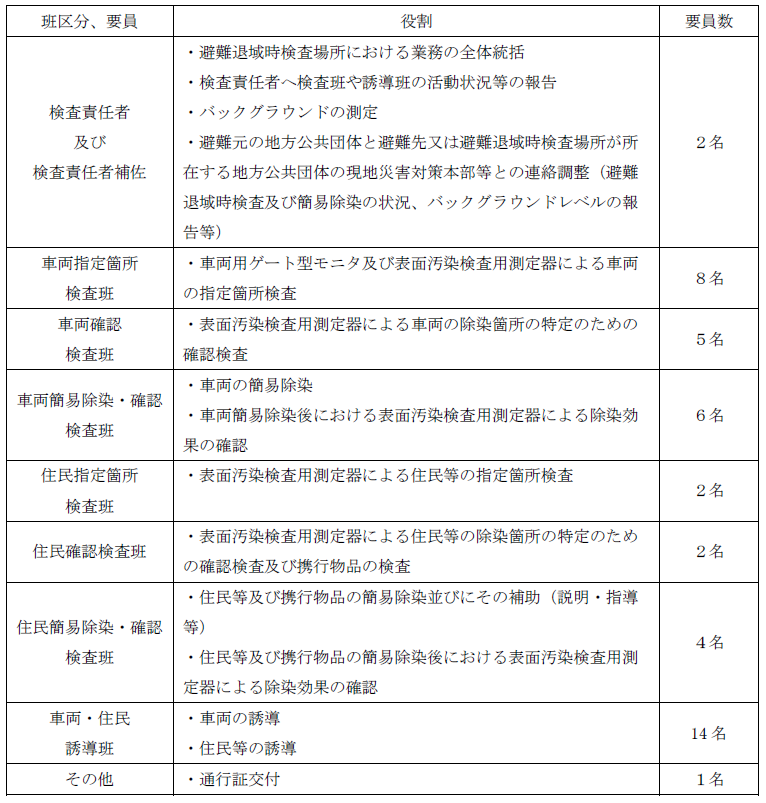 班区分、要員
役割
要員数
検査責任者
及び
検査責任者補佐
・避難退域時検査場所における業務の全体統括
・検査責任者へ検査班や誘導班の活動状況等の報告
・バックグラウンドの測定
・避難元の地方公共団体と避難先又は避難退域時検査場所が所
在する地方公共団体の現地災害対策本部等との連絡調整（避難
退域時検査及び簡易除染の状況、バックグラウンドレベルの報
告等）
２名
車両指定箇所
検査班
・車両用ゲート型モニタ及び表面汚染検査用測定器による車両
の指定箇所検査
８名
車両確認
検査班
・表面汚染検査用測定器による車両の除染箇所の特定のための
確認検査
５名
車両簡易除染・確認
検査班
・車両の簡易除染
・車両簡易除染後における表面汚染検査用測定器による除染効
果の確認
６名
住民指定箇所
検査班
・表面汚染検査用測定器による住民等の指定箇所検査
２名
住民確認検査班
・表面汚染検査用測定器による住民等の除染箇所の特定のため
の確認検査及び携行物品の検査
２名
住民簡易除染・確認
検査班
・住民等及び携行物品の簡易除染並びにその補助（説明・指導
等）
・住民等及び携行物品の簡易除染後における表面汚染検査用測
定器による除染効果の確認
４名
車両・住民
誘導班
・車両の誘導
・住民等の誘導
14 名
その他
・通行証交付
１名